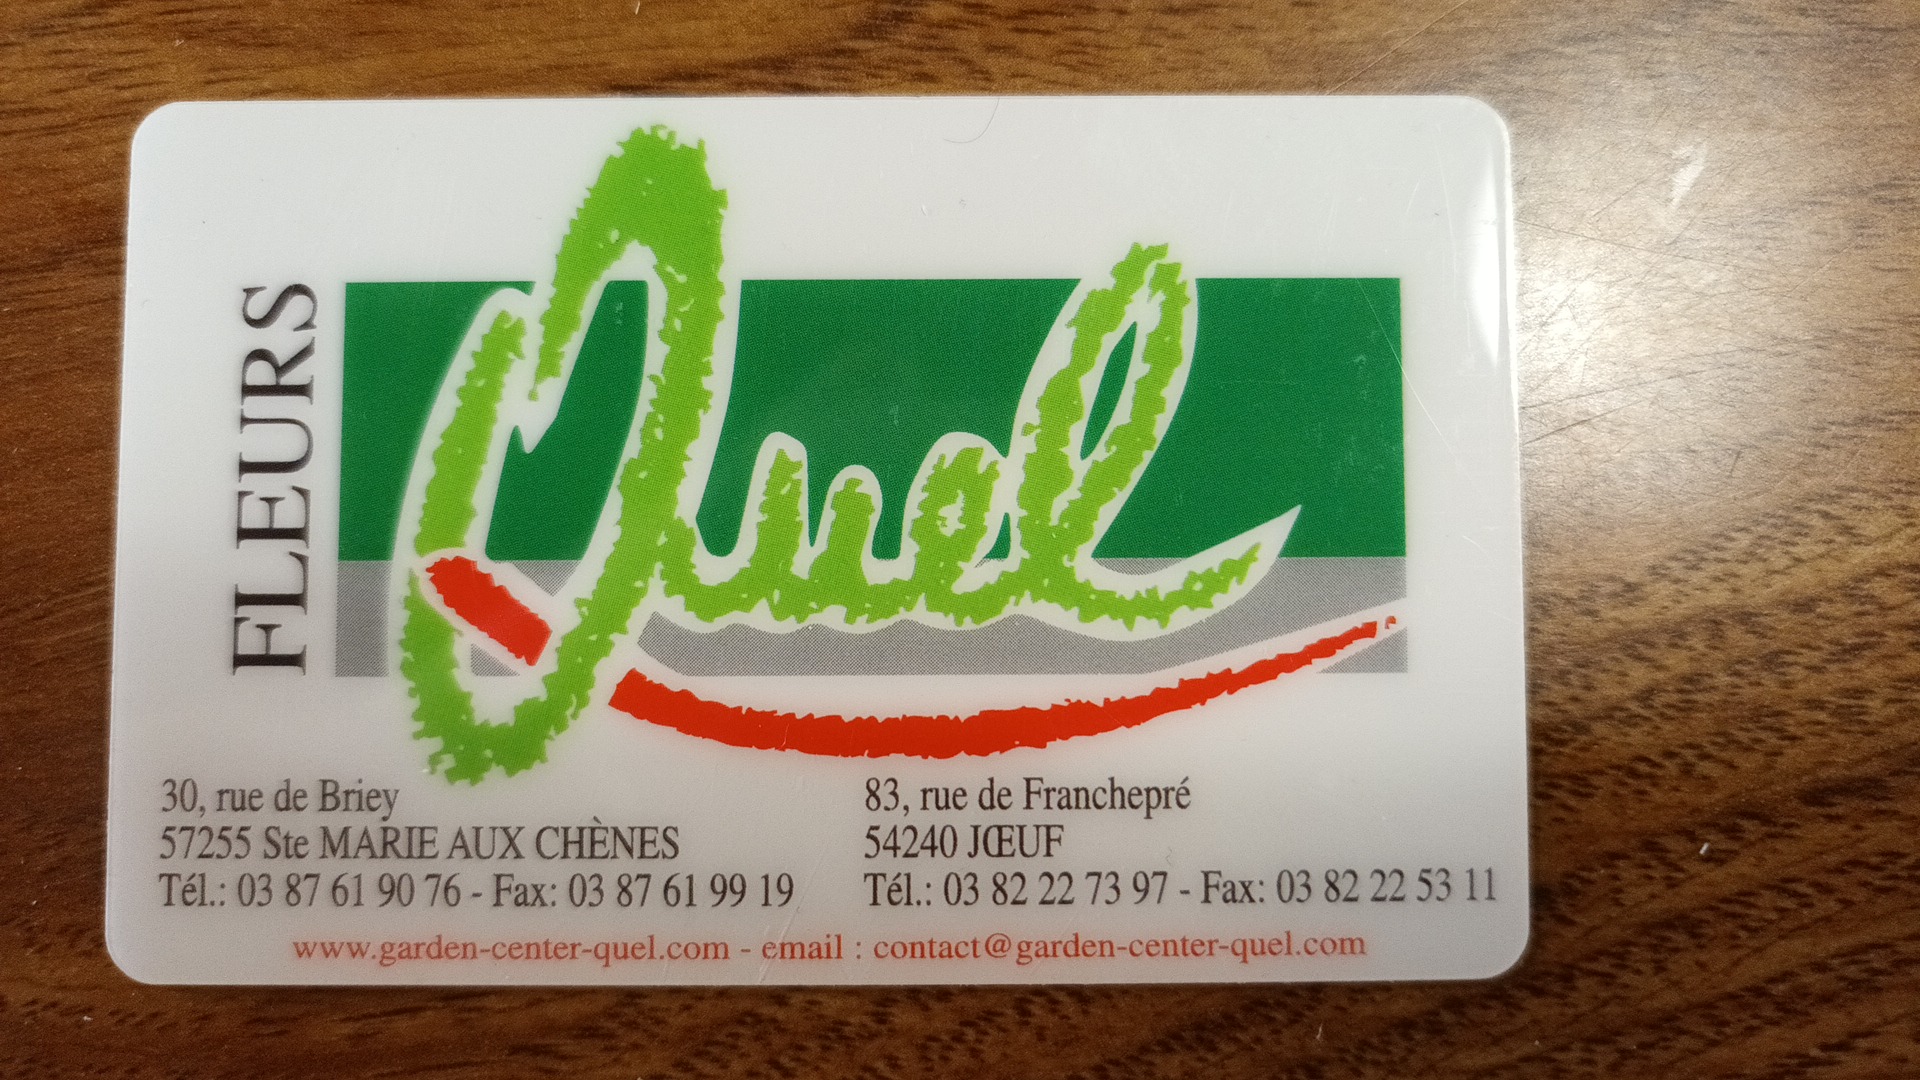 FLEURS
Quel
30, rue de Briey
57255 Ste MARIE AUX CHÈNES
Tél.: 03 87 61 90 76 - Fax: 03 87 61 99 19
83, rue de Franchepré
54240 JŒUF
Tél.: 03 82 22 73 97 - Fax: 03 82 22 53 11
www.garden-center-quel.com - email : contact@garden-center-quel.com